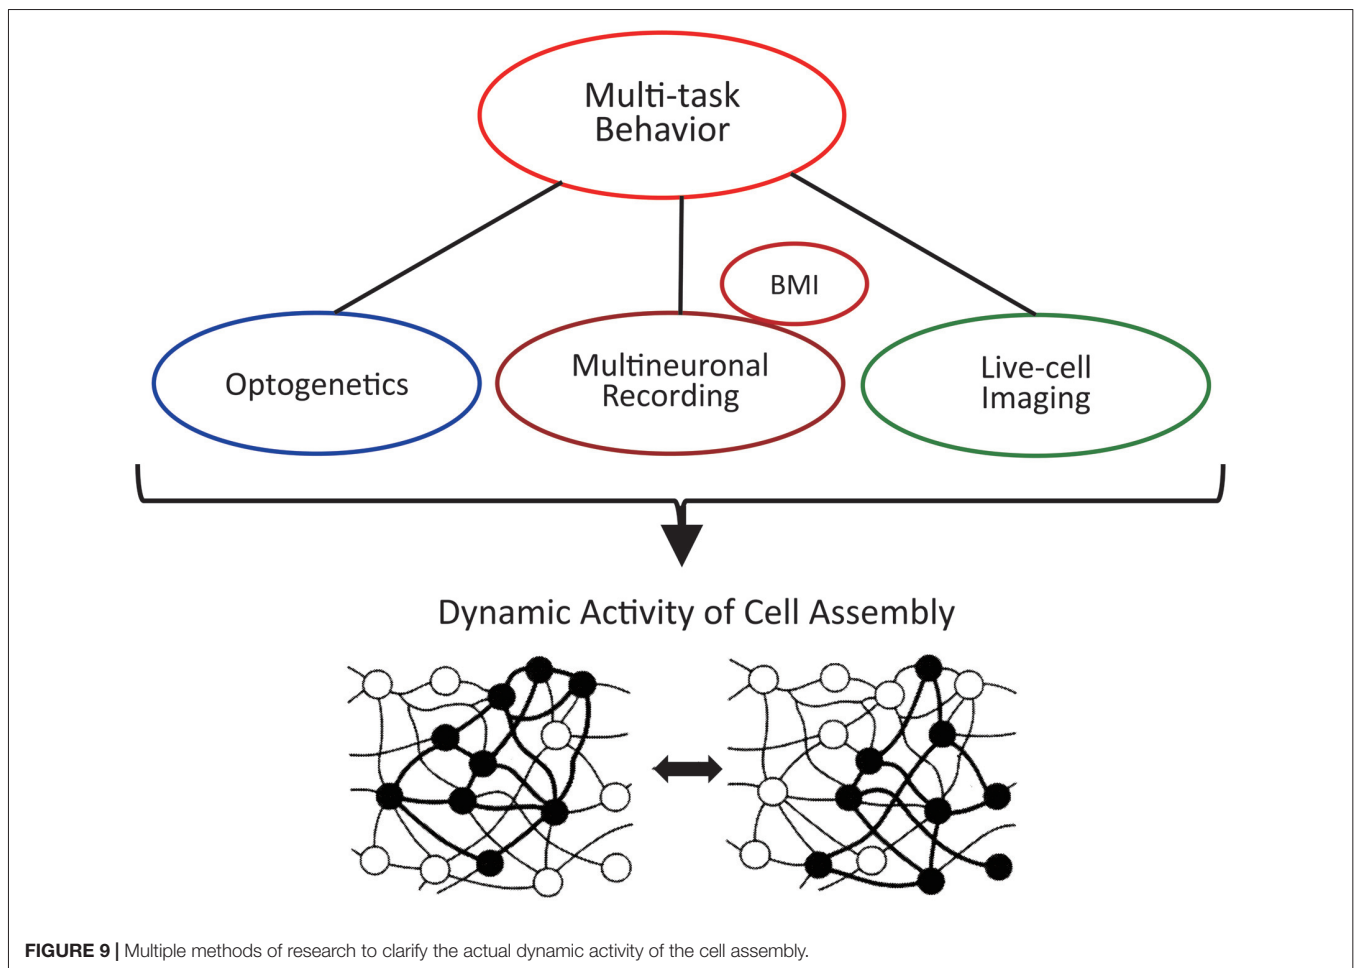 Multi-task
Behavior
BMI
Optogenetics
Multineuronal
Recording
Live-cell
Imaging
Dynamic Activity of Cell Assembly
FIGURE 9 | Multiple methods of research to clarify the actual dynamic activity of the cell assembly.